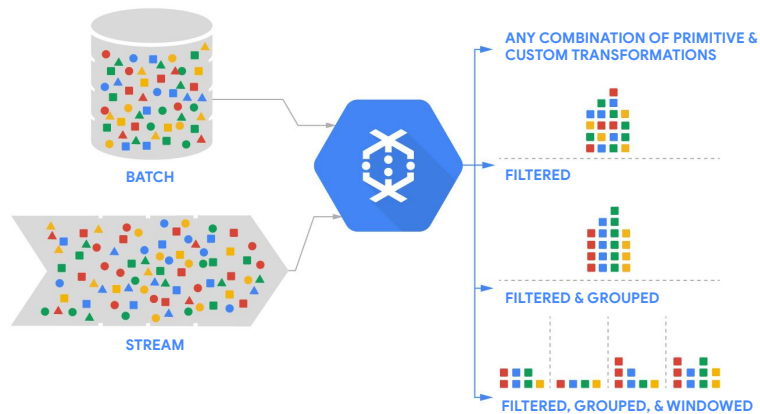 BATCH
STREAM
ANY COMBINATION OF PRIMITIVE &
CUSTOM TRANSFORMATIONS
FILTERED
FILTERED & GROUPED
FILTERED, GROUPED, & WINDOWED